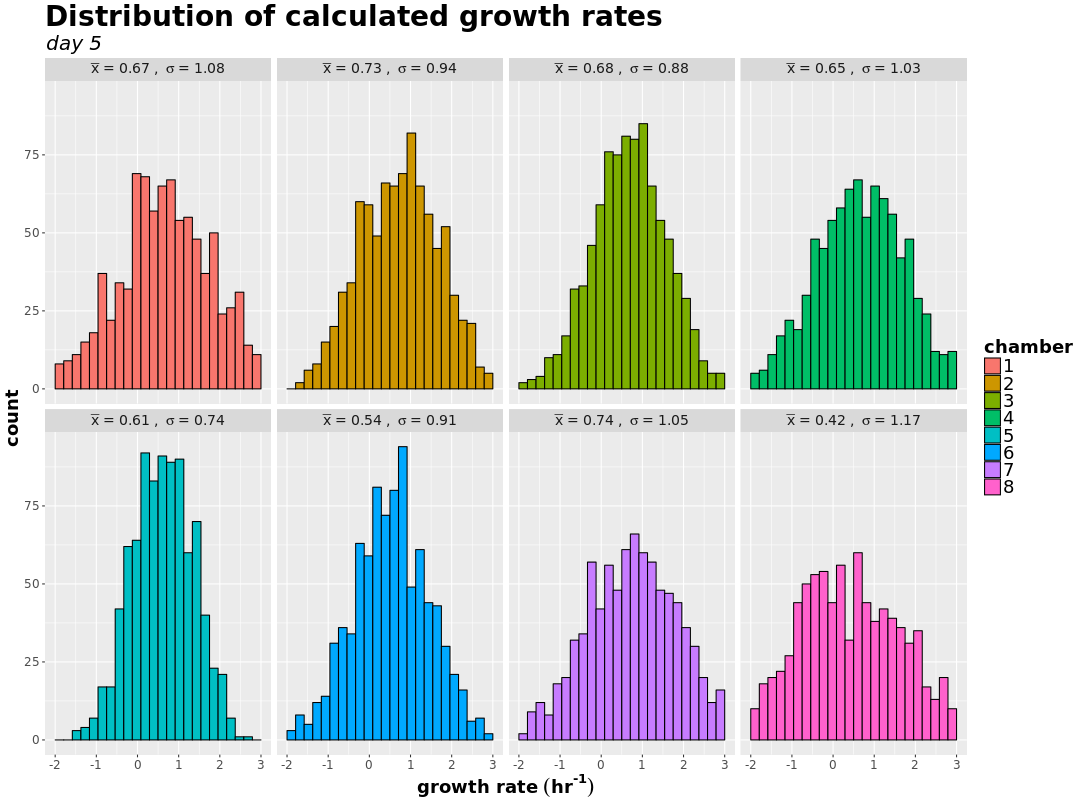 Distribution of calculated growth rates
day 5
x̅ = 0.67 , σ = 1.08
x̅ = 0.73 , σ = 0.94
x̅ = 0.68 , σ = 0.88
x̅ = 0.65 , σ = 1.03
75
50
25
0
x̅ = 0.61 , σ = 0.74
x̅ = 0.54 , σ = 0.91
x̅ = 0.74 , σ = 1.05
x̅ = 0.42 , σ = 1.17
75
50
25
0
-2 -1 0 1 2 3
-2 -1 0 1 2 3
-2 -1 0 1 2 3
-2 -1 0 1 2 3
count
growth rate (hr⁻¹)
chamber
1
2
3
4
5
6
7
8